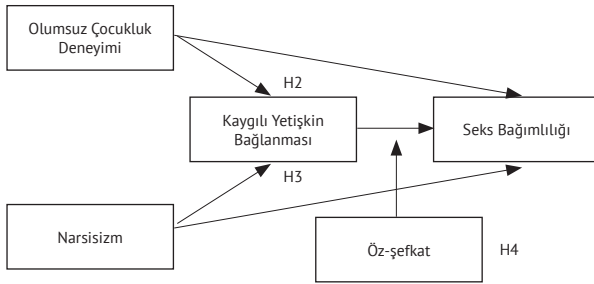 Olumsuz Çocukluk
Deneyimi
H2
Kaygılı Yetişkin
Bağlanması
Seks Bağımlılığı
H3
Narsisizm
Öz-şefkat
H4